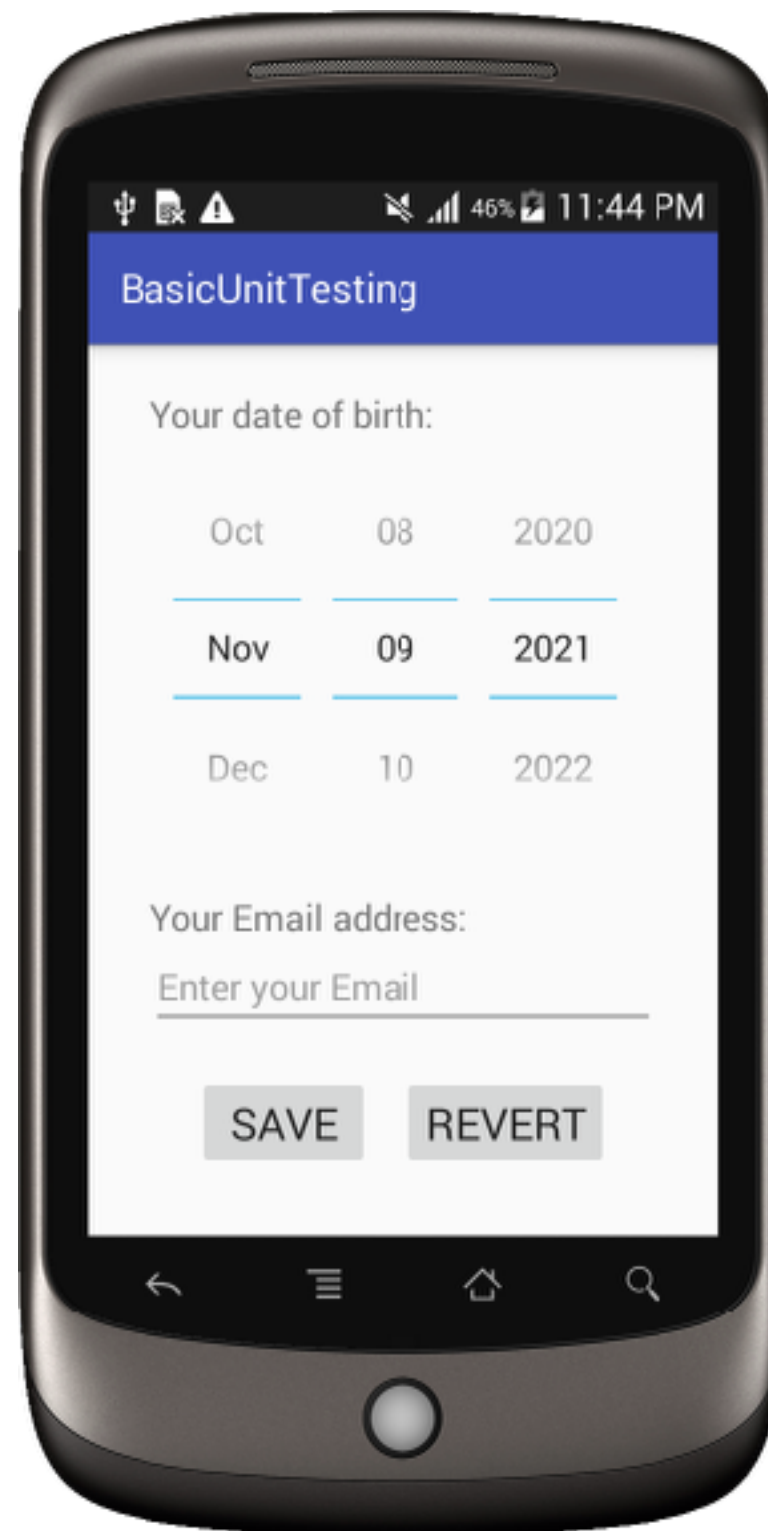 46% 11:44 PM
BasicUnitTesting
Your date of birth:
Oct 08 2020
Nov 09 2021
Dec 10 2022
Your Email address:
Enter your Email
SAVE REVERT